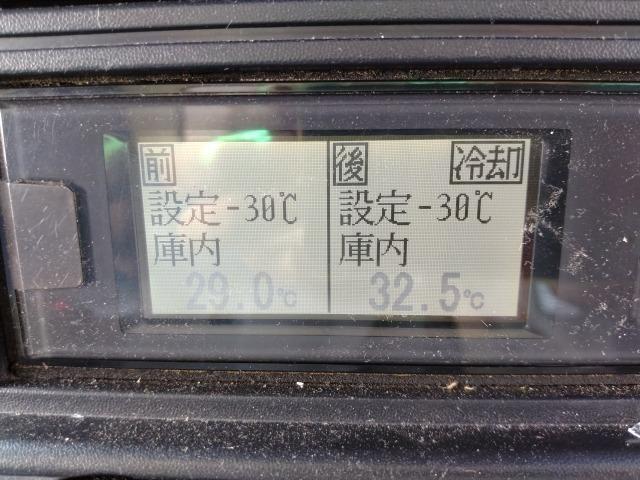 前
設定-30℃
庫内
29.0℃
後 冷却
設定-30℃
庫内
32.5℃